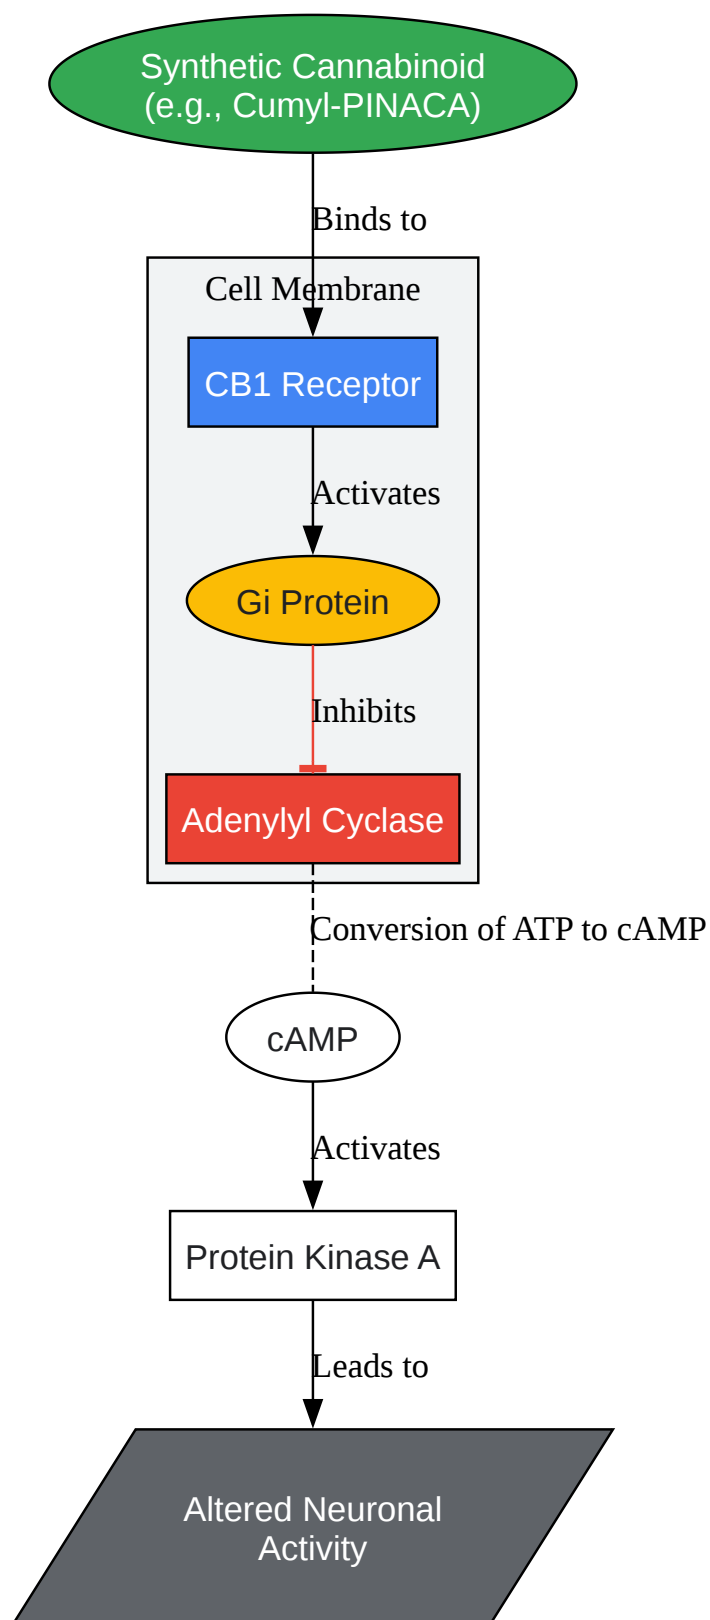 Synthetic Cannabinoid
(e.g., Cumyl-PINACA)
Binds to
Cell Membrane
CB1 Receptor
Activates
Gi Protein
Inhibits
Adenylyl Cyclase
Conversion of ATP to cAMP
cAMP
Activates
Protein Kinase A
Leads to
Altered Neuronal
Activity